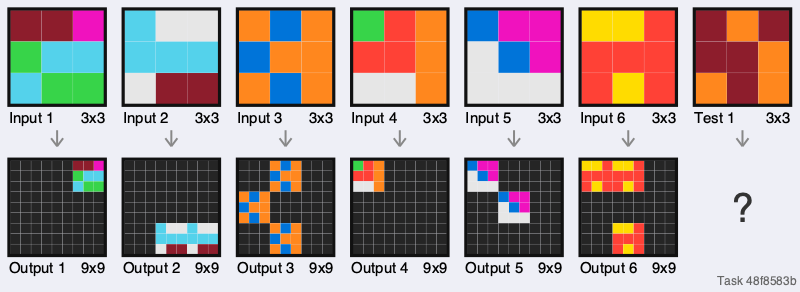 Input 1 3x3 Input 2 3x3 Input 3 3x3 Input 4 3x3 Input 5 3x3 Input 6 3x3 Test 1 3x3
?
Output 1 9x9 Output 2 9x9 Output 3 9x9 Output 4 9x9 Output 5 9x9 Output 6 9x9
Task 48f8583b